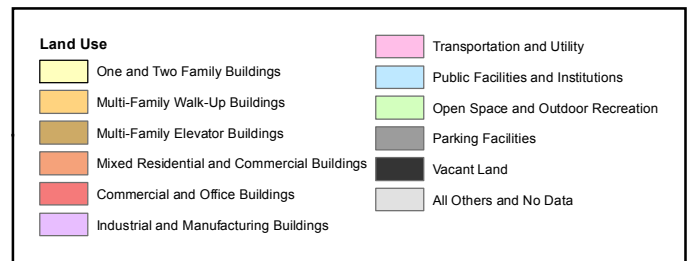 Land Use
One and Two Family Buildings
Multi-Family Walk-Up Buildings
Multi-Family Elevator Buildings
Mixed Residential and Commercial Buildings
Commercial and Office Buildings
Industrial and Manufacturing Buildings
Transportation and Utility
Public Facilities and Institutions
Open Space and Outdoor Recreation
Parking Facilities
Vacant Land
All Others and No Data